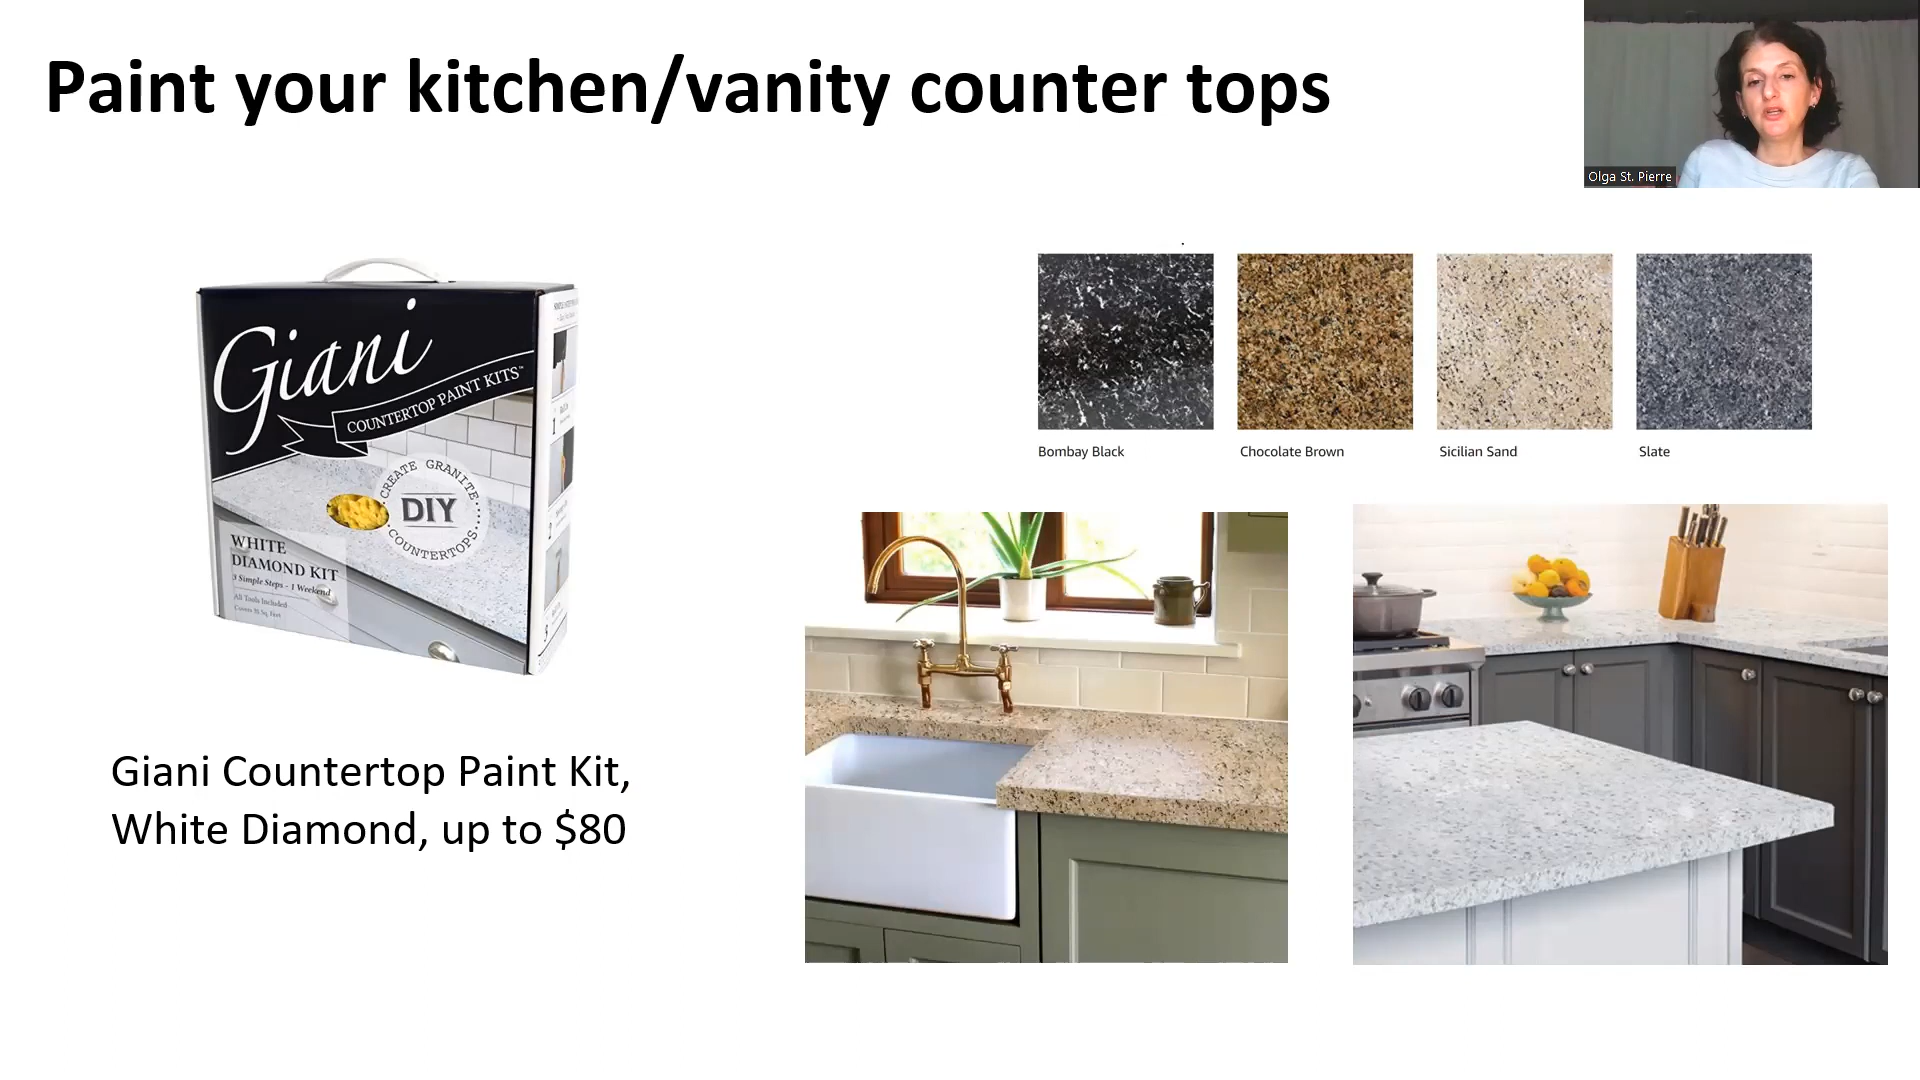 Paint your kitchen/vanity counter tops
Olga St. Pierre
Giani
COUNTERTOP PAINT KITS™
CREATE GRANITE
DIY
COUNTERTOPS
WHITE
DIAMOND KIT
3 Simple Steps - 1 Weekend
All Tools Included
Bombay Black
Chocolate Brown
Sicilian Sand
Slate
Giani Countertop Paint Kit,
White Diamond, up to $80